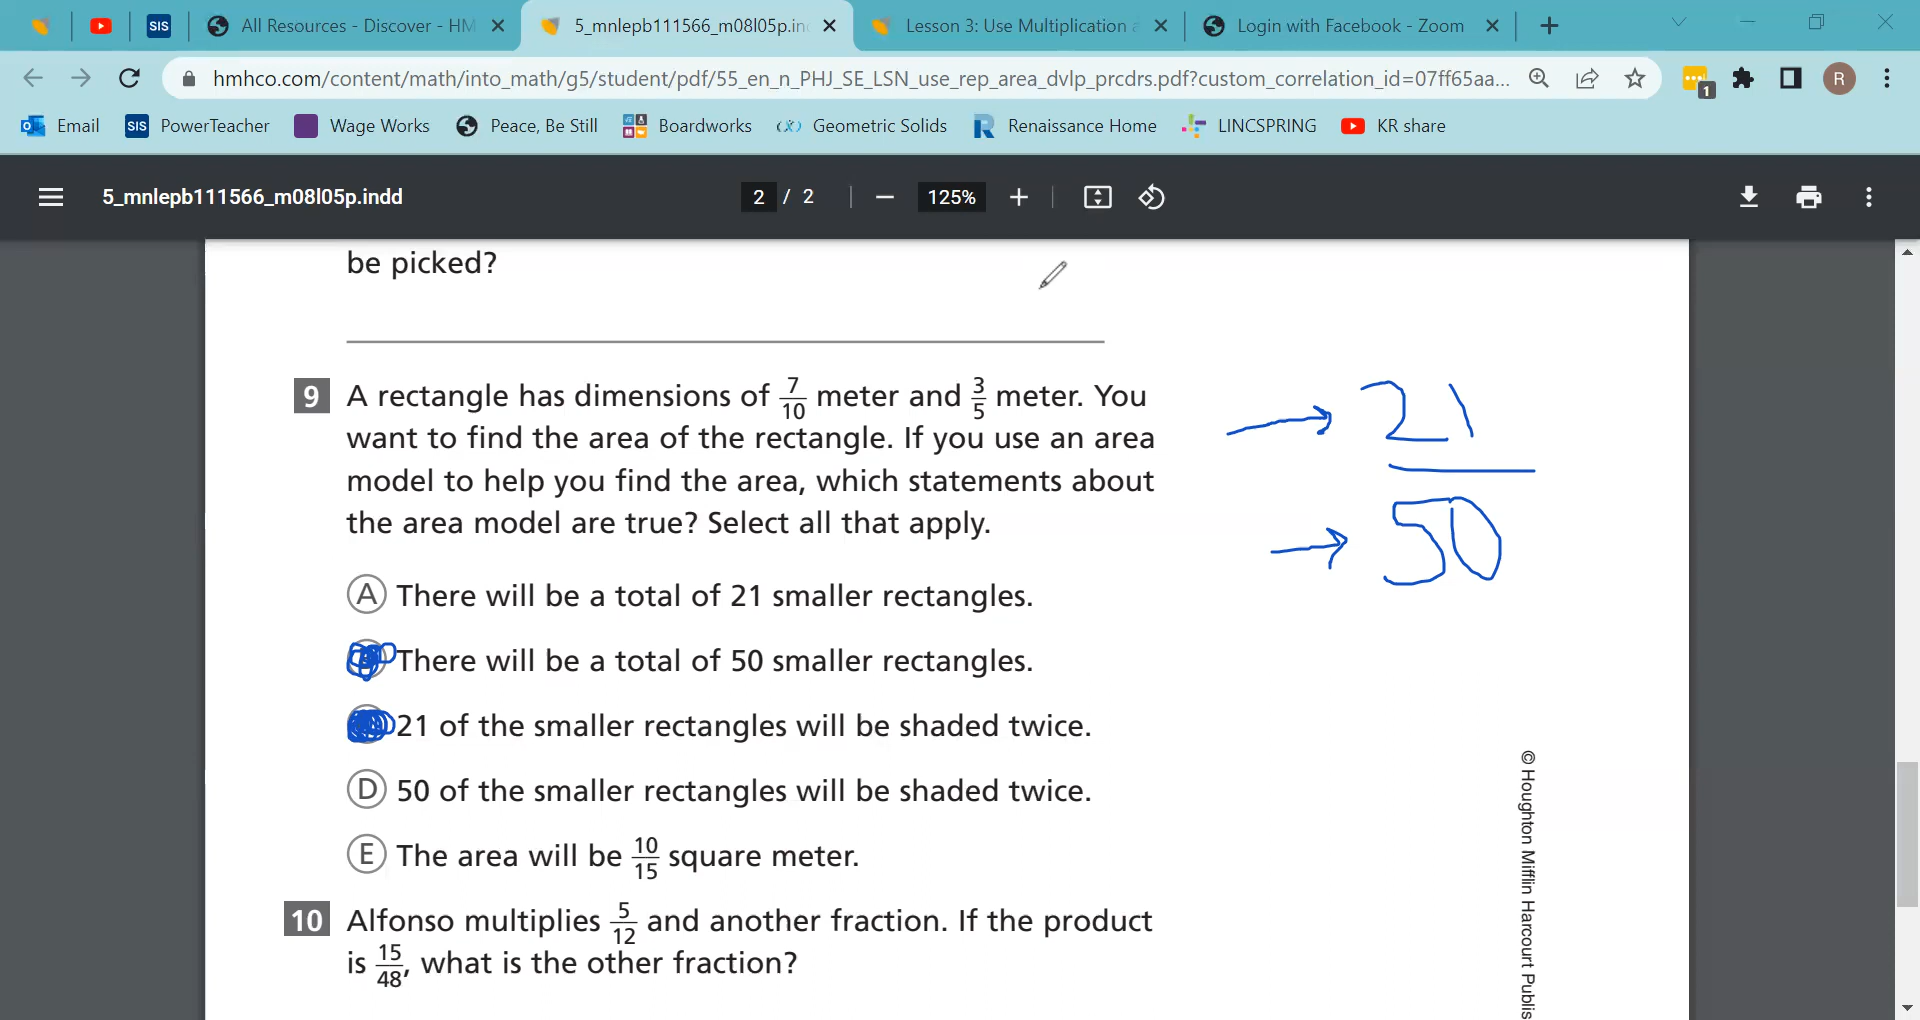 SIS All Resources - Discover - HM 5_mnlepb111566_m08l05p.in Lesson 3: Use Multiplication a Login with Facebook - Zoom
hmhco.com/content/math/into_math/g5/student/pdf/55_en_n_PHJ_SE_LSN_use_rep_area_dvlp_prcdrs.pdf?custom_correlation_id=07ff65aa... 1 R
Email SIS PowerTeacher Wage Works Peace, Be Still Boardworks (X) Geometric Solids Renaissance Home LINCSPRING KR share
5_mnlepb111566_m08l05p.indd 2 / 2 125%
be picked?
9 A rectangle has dimensions of 7/10 meter and 3/5 meter. You
want to find the area of the rectangle. If you use an area
model to help you find the area, which statements about
the area model are true? Select all that apply.
21
50
A There will be a total of 21 smaller rectangles.
There will be a total of 50 smaller rectangles.
21 of the smaller rectangles will be shaded twice.
D 50 of the smaller rectangles will be shaded twice.
E The area will be 10/15 square meter.
10 Alfonso multiplies 5/12 and another fraction. If the product
is 15/48, what is the other fraction?
© Houghton Mifflin Harcourt Publis